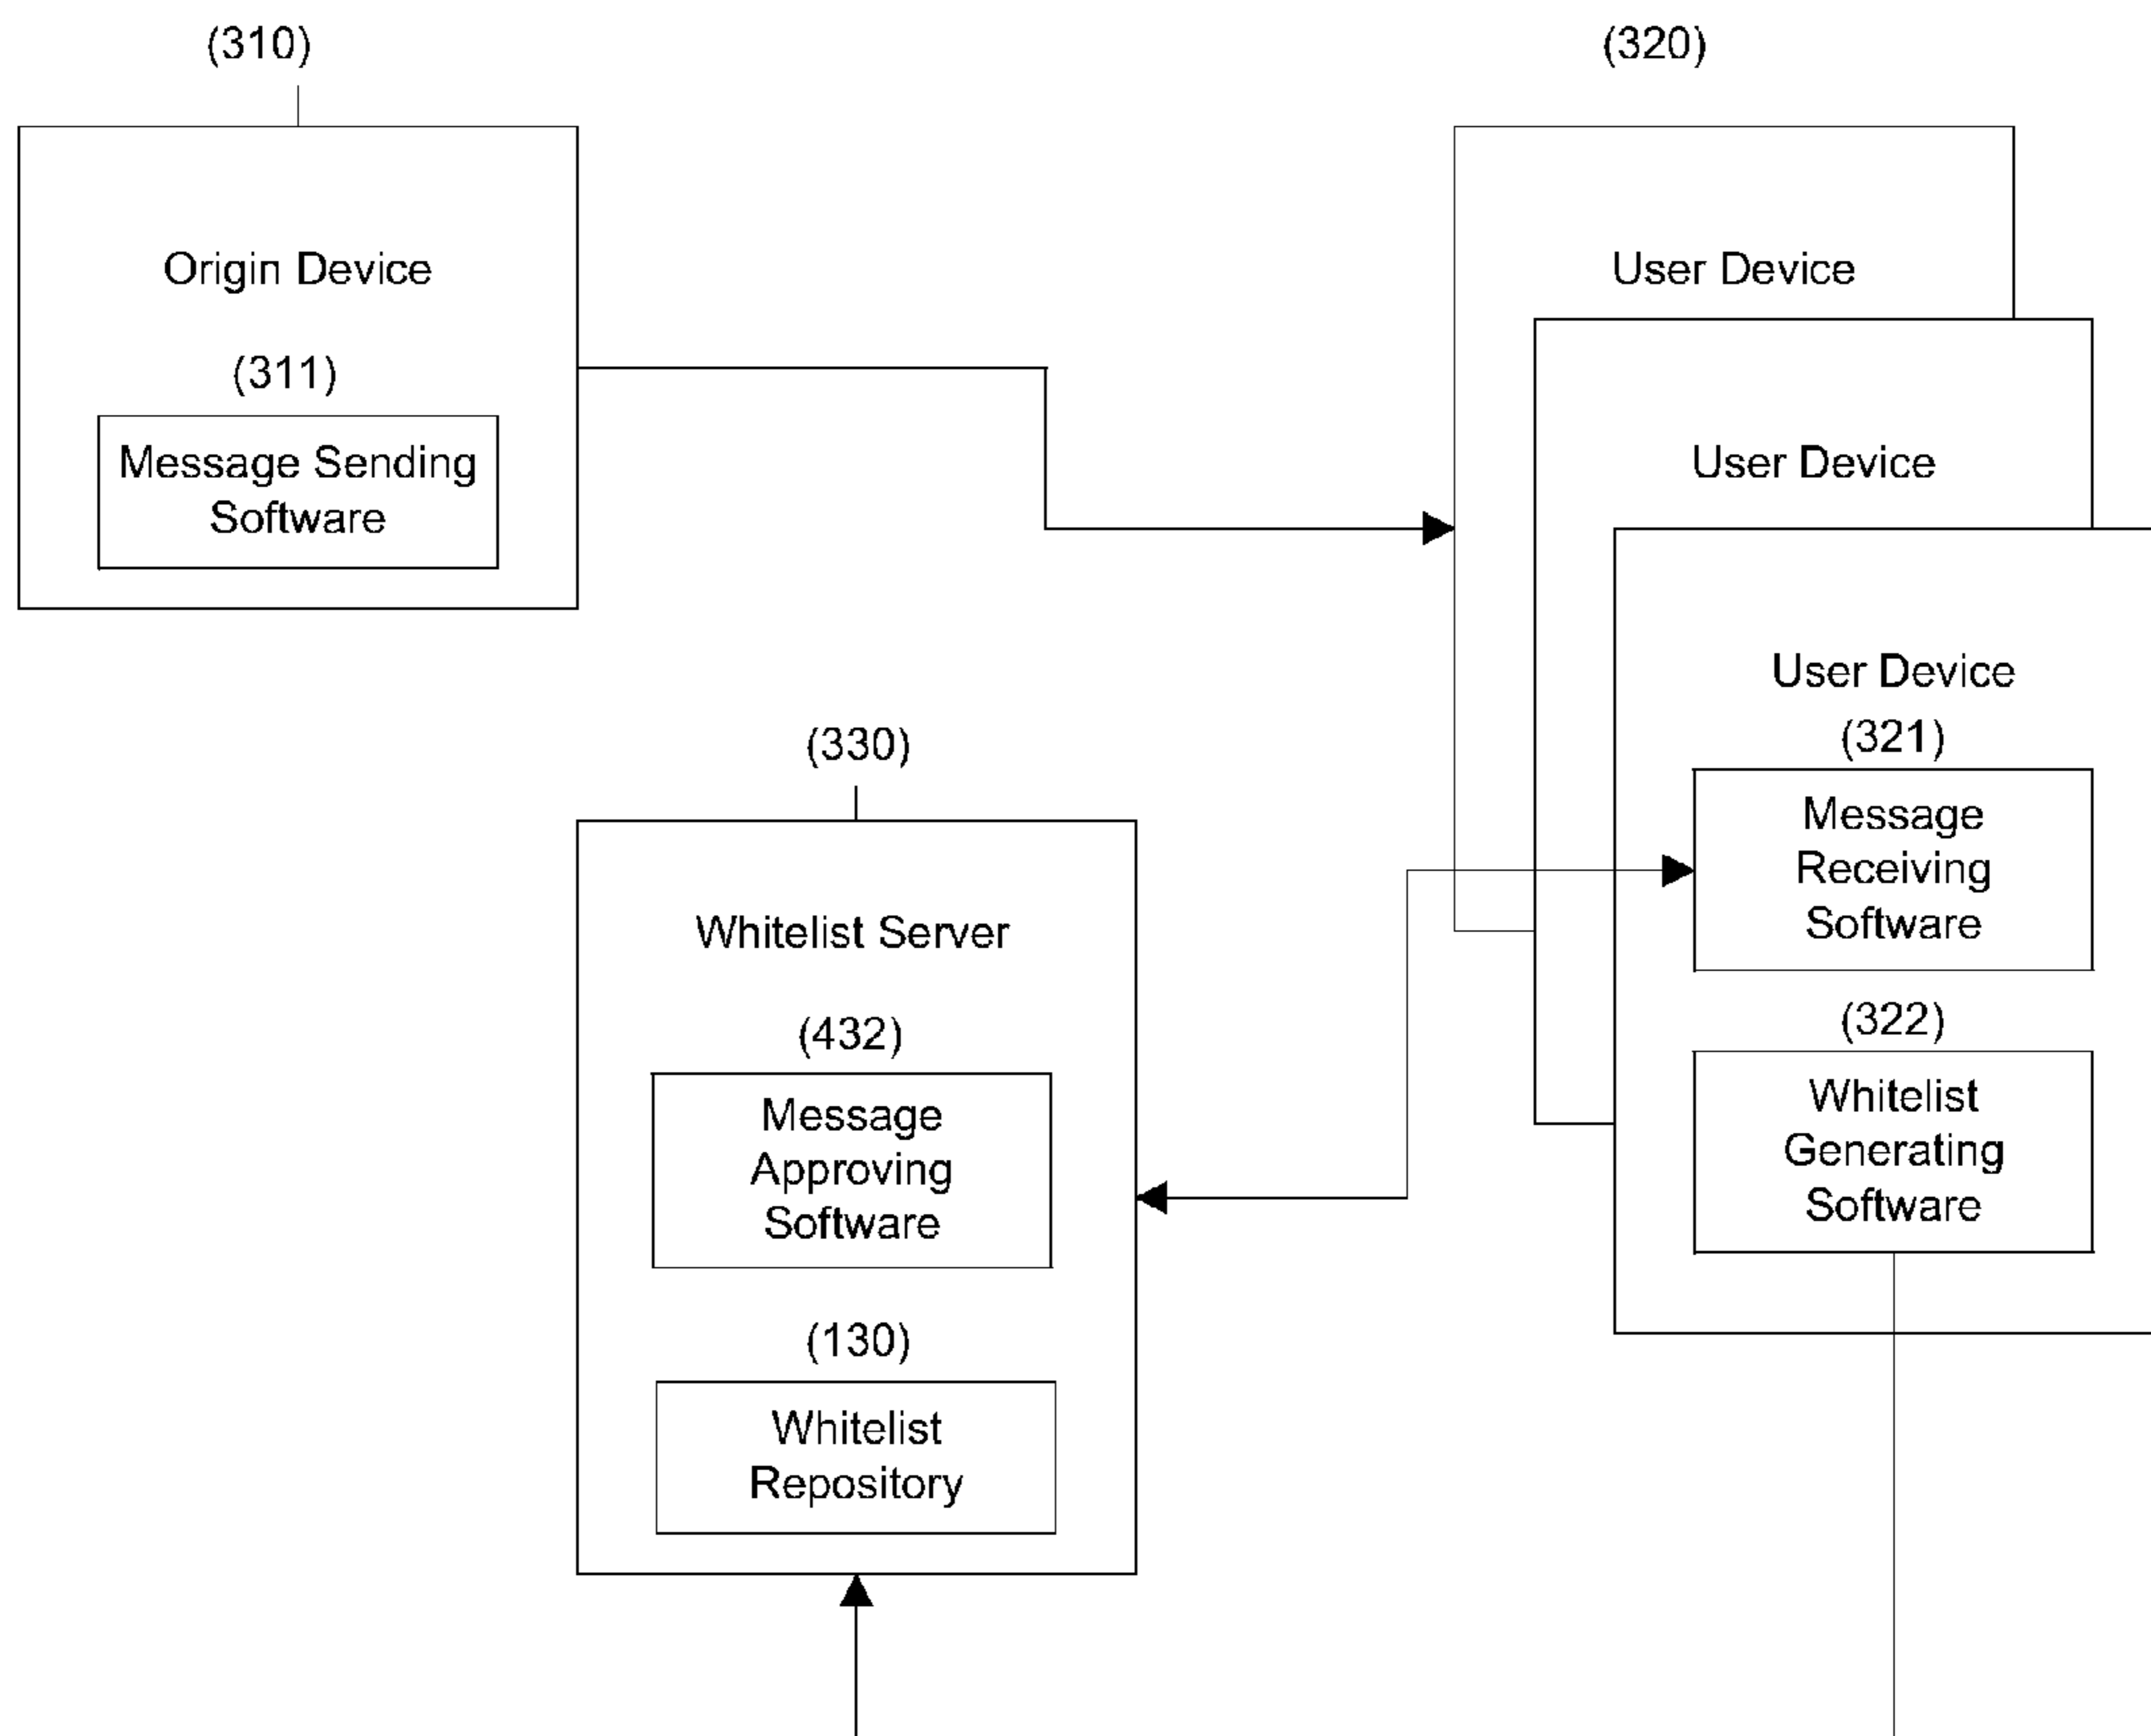 (310)
Origin Device
(311)
Message Sending
Software
(320)
User Device
User Device
User Device
(321)
Message
Receiving
Software
(322)
Whitelist
Generating
Software
(330)
Whitelist Server
(432)
Message
Approving
Software
(130)
Whitelist
Repository